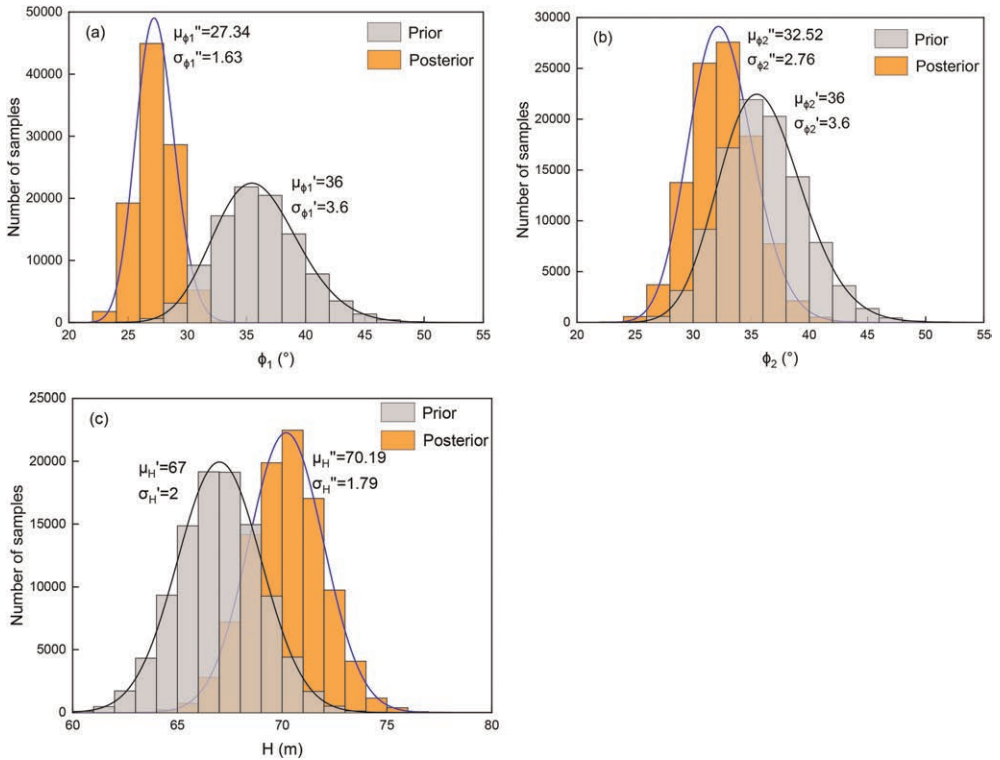 (a)
μϕ1''=27.34
σϕ1''=1.63
Prior
Posterior
μϕ1'=36
σϕ1'=3.6
50000
40000
30000
20000
10000
0
Number of samples
20 25 30 35 40 45 50 55
ϕ1 (°)
(b)
μϕ2''=32.52
σϕ2''=2.76
Prior
Posterior
μϕ2'=36
σϕ2'=3.6
30000
25000
20000
15000
10000
5000
0
Number of samples
20 25 30 35 40 45 50 55
ϕ2 (°)
(c)
Prior
Posterior
μH'=67
σH'=2
μH''=70.19
σH''=1.79
25000
20000
15000
10000
5000
0
Number of samples
60 65 70 75 80
H (m)